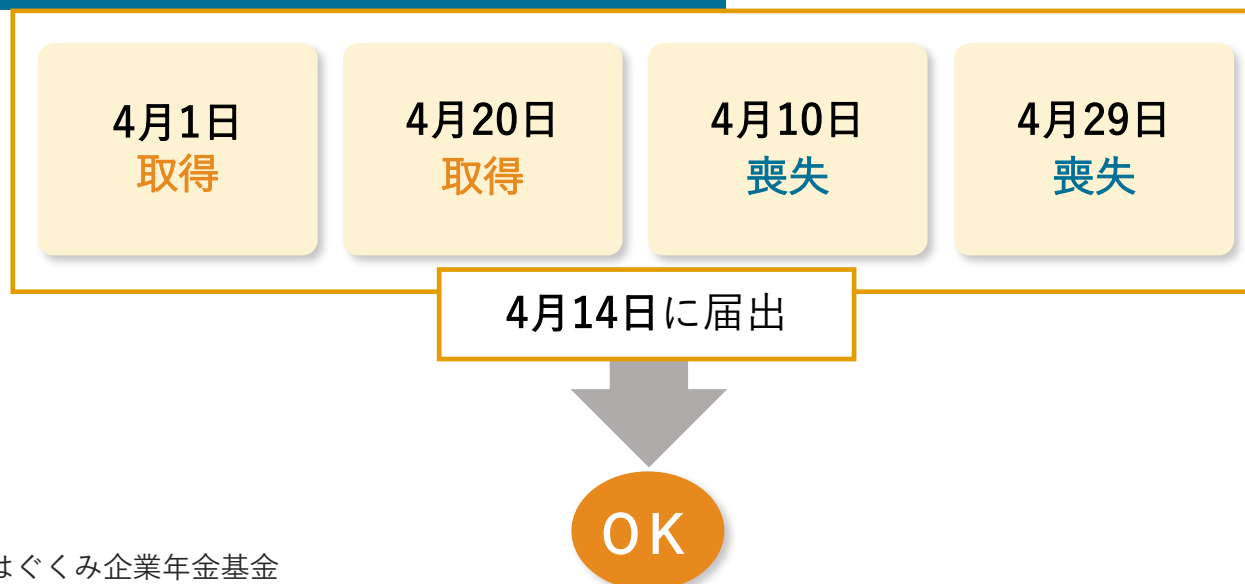 4月1日
取得
4月20日
取得
4月10日
喪失
4月29日
喪失
4月14日に届出
OK
はぐくみ企業年金基金